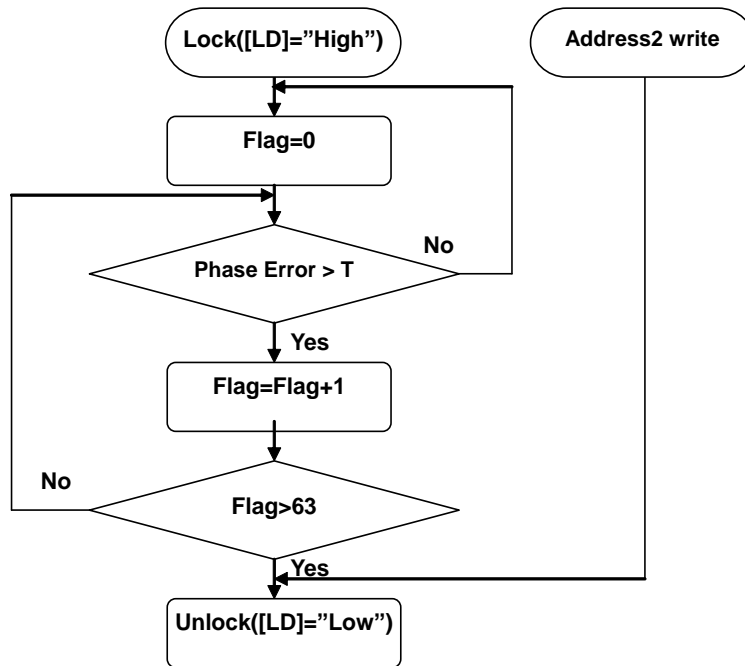 Lock([LD]=”High”)
Address2 write
Flag=0
No
Phase Error > T
Yes
Flag=Flag+1
No
Flag>63
Yes
Unlock([LD]=”Low”)